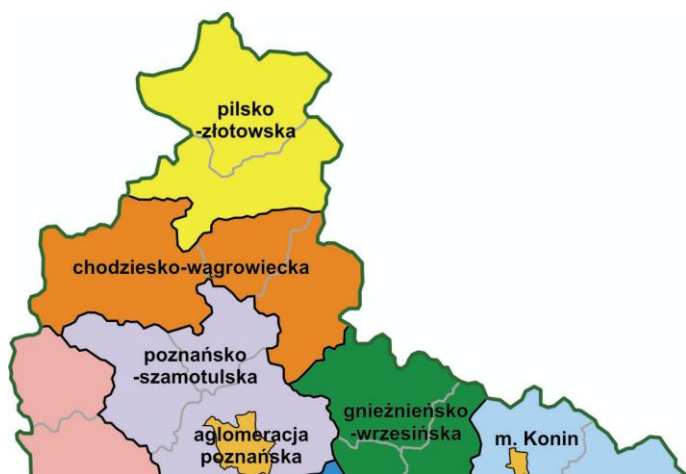 pilsko
-złotowska
chodziesko-wągrowiecka
poznańsko
-szamotulska
gnieźnieńsko
-wrzesińska
aglomeracja
poznańska
m. Konin